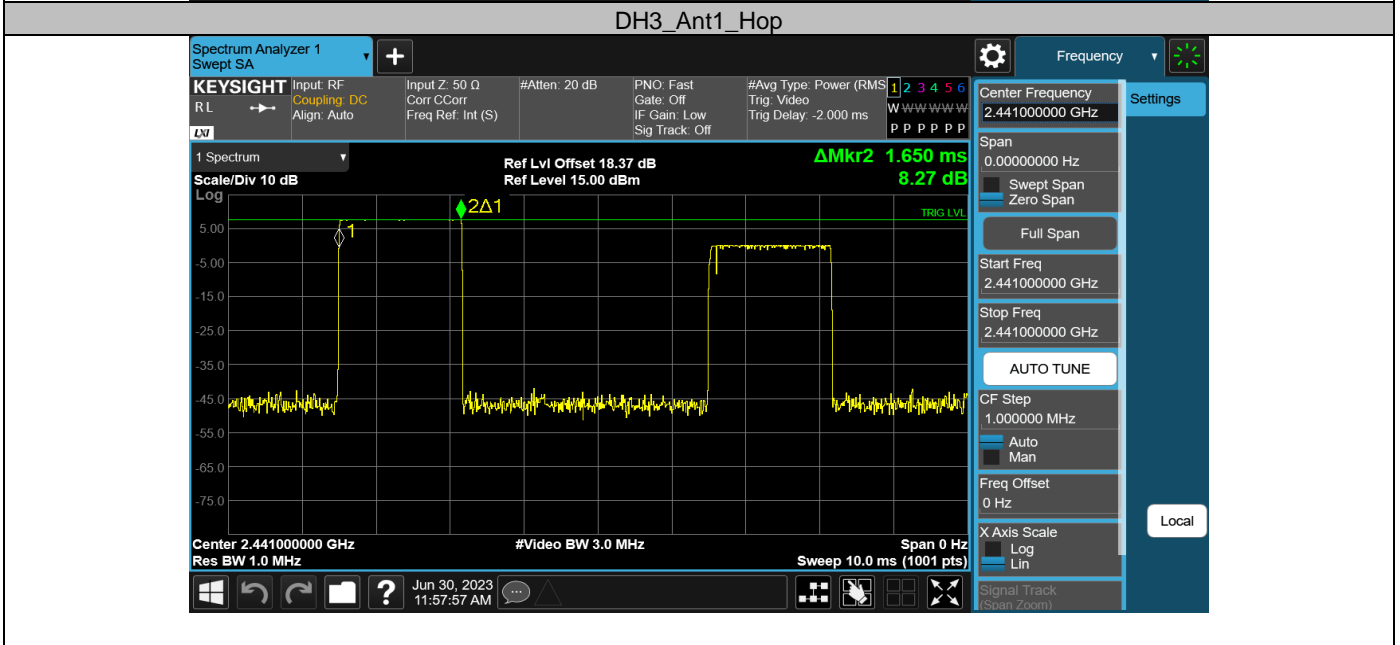 DH3_Ant1_Hop
Spectrum Analyzer 1
Swept SA
Frequency
KEYSIGHT
R L
LXI
Input: RF
Coupling: DC
Align: Auto
Input Z: 50 Ω
Corr CCorr
Freq Ref: Int (S)
#Atten: 20 dB
PNO: Fast
Gate: Off
IF Gain: Low
Sig Track: Off
#Avg Type: Power (RMS
Trig: Video
Trig Delay: -2.000 ms
1 2 3 4 5 6
W W W W W W
P P P P P P
1 Spectrum
Scale/Div 10 dB
Ref Lvl Offset 18.37 dB
Ref Level 15.00 dBm
ΔMkr2 1.650 ms
8.27 dB
Log
2Δ1
TRIG LVL
1
5.00
-5.00
-15.0
-25.0
-35.0
-45.0
-55.0
-65.0
-75.0
Center 2.441000000 GHz
Res BW 1.0 MHz
#Video BW 3.0 MHz
Span 0 Hz
Sweep 10.0 ms (1001 pts)
Center Frequency
2.441000000 GHz
Settings
Span
0.00000000 Hz
Swept Span
Zero Span
Full Span
Start Freq
2.441000000 GHz
Stop Freq
2.441000000 GHz
AUTO TUNE
CF Step
1.000000 MHz
Auto
Man
Freq Offset
0 Hz
X Axis Scale
Log
Lin
Signal Track
(Span Zoom)
Local
?
Jun 30, 2023
11:57:57 AM